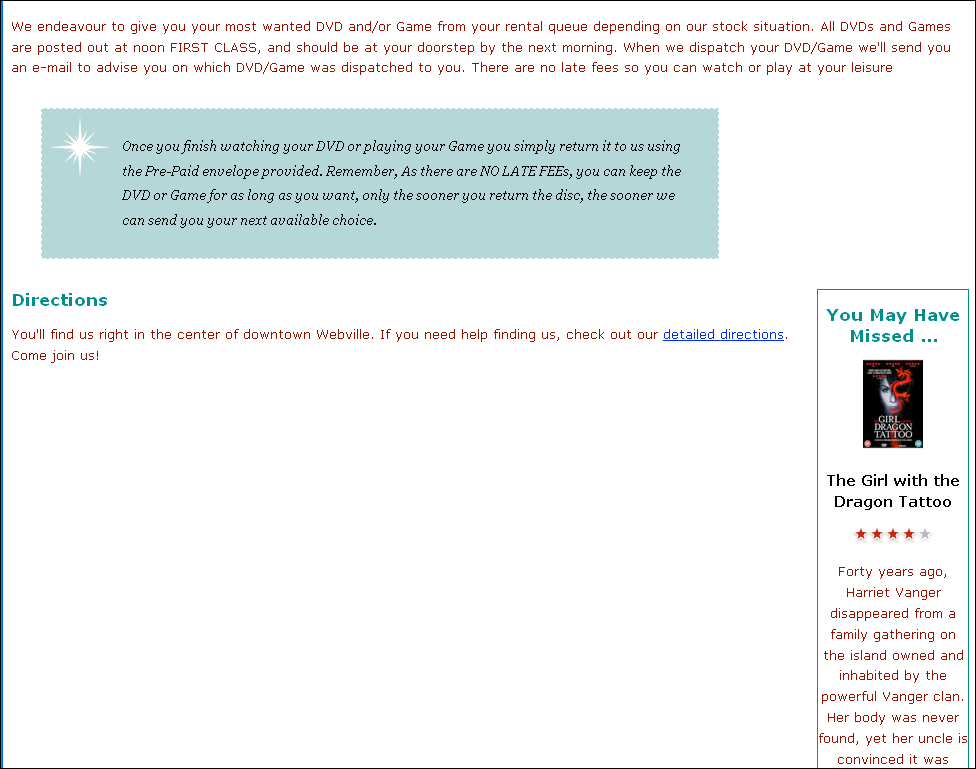 We endeavour to give you your most wanted DVD and/or Game from your rental queue depending on our stock situation. All DVDs and Games
are posted out at noon FIRST CLASS, and should be at your doorstep by the next morning. When we dispatch your DVD/Game we'll send you
an e-mail to advise you on which DVD/Game was dispatched to you. There are no late fees so you can watch or play at your leisure
Once you finish watching your DVD or playing your Game you simply return it to us using
the Pre-Paid envelope provided. Remember, As there are NO LATE FEEs, you can keep the
DVD or Game for as long as you want, only the sooner you return the disc, the sooner we
can send you your next available choice.
Directions
You'll find us right in the center of downtown Webville. If you need help finding us, check out our detailed directions.
Come join us!
You May Have
Missed ...
GIRL
DRAGON
TATTOO
The Girl with the
Dragon Tattoo
Forty years ago,
Harriet Vanger
disappeared from a
family gathering on
the island owned and
inhabited by the
powerful Vanger clan.
Her body was never
found, yet her uncle is
convinced it was